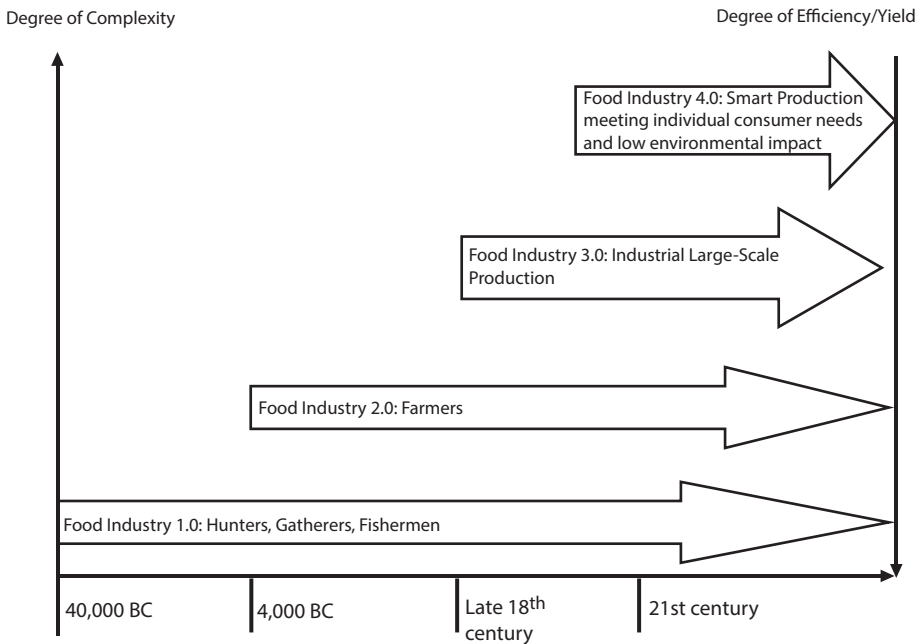 Degree of Complexity
Degree of Efficiency/Yield
Food Industry 4.0: Smart Production
meeting individual consumer needs
and low environmental impact
Food Industry 3.0: Industrial Large-Scale
Production
Food Industry 2.0: Farmers
Food Industry 1.0: Hunters, Gatherers, Fishermen
40,000 BC
4,000 BC
Late 18th
century
21st century